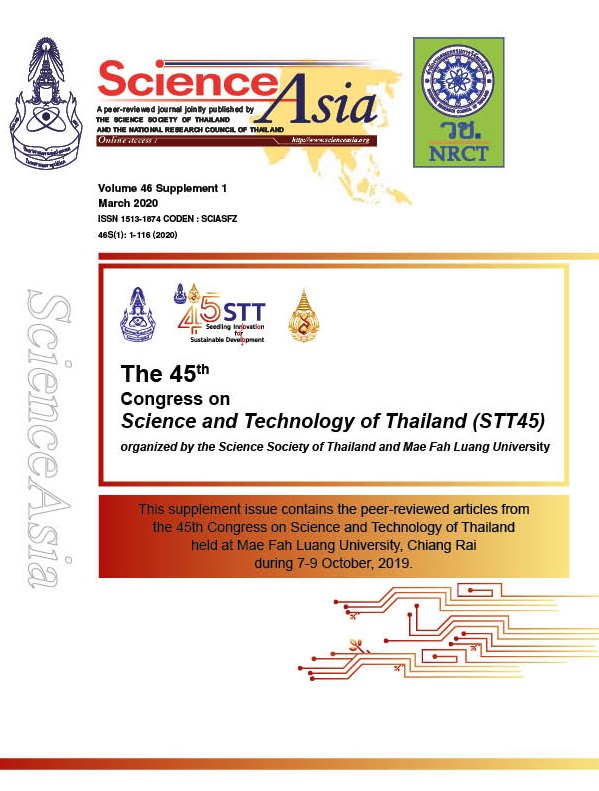 Science
Asia
A peer-reviewed journal jointly published by
THE SCIENCE SOCIETY OF THAILAND
AND THE NATIONAL RESEARCH COUNCIL OF THAILAND
Online access : http://www.scienceasia.org
วช.
NRCT
Volume 46 Supplement 1
March 2020
ISSN 1513-1874 CODEN : SCIASFZ
46S(1): 1-116 (2020)
ScienceAsia
45 STT
Seedling Innovation
for
Sustainable Development
The 45th
Congress on
Science and Technology of Thailand (STT45)
organized by the Science Society of Thailand and Mae Fah Luang University
This supplement issue contains the peer-reviewed articles from
the 45th Congress on Science and Technology of Thailand
held at Mae Fah Luang University, Chiang Rai
during 7-9 October, 2019.